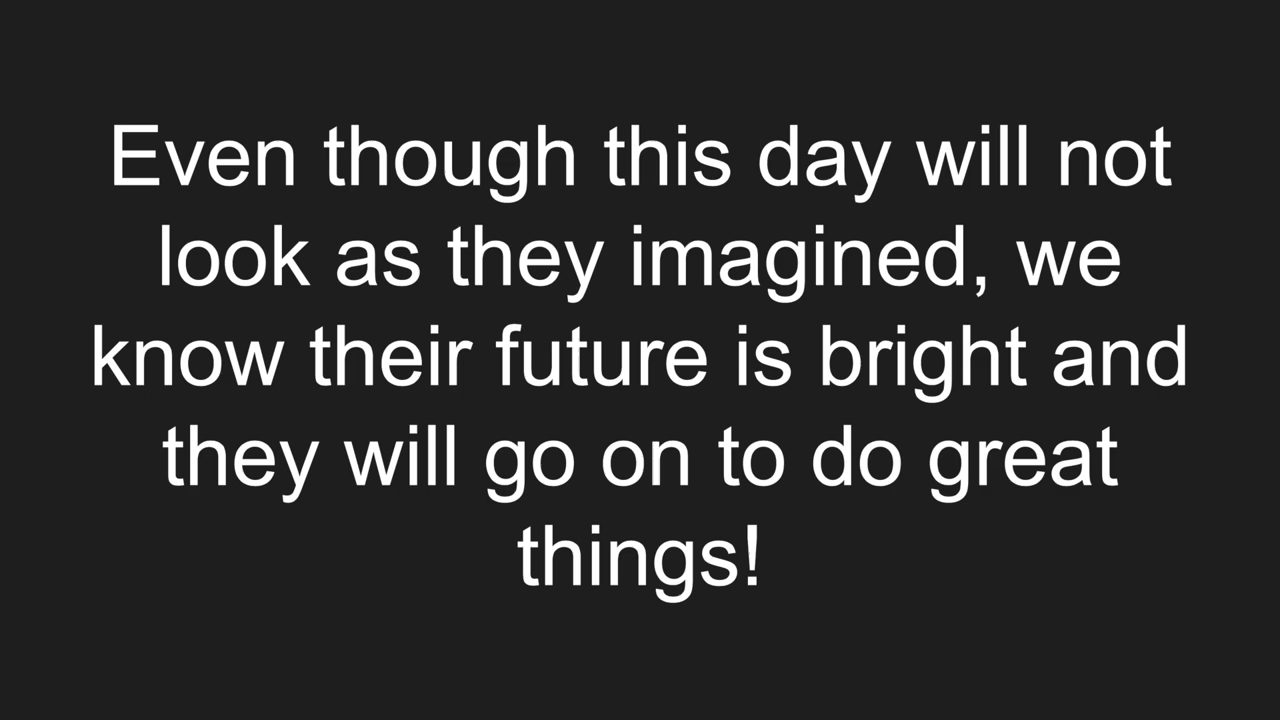 Even though this day will not
look as they imagined, we
know their future is bright and
they will go on to do great
things!